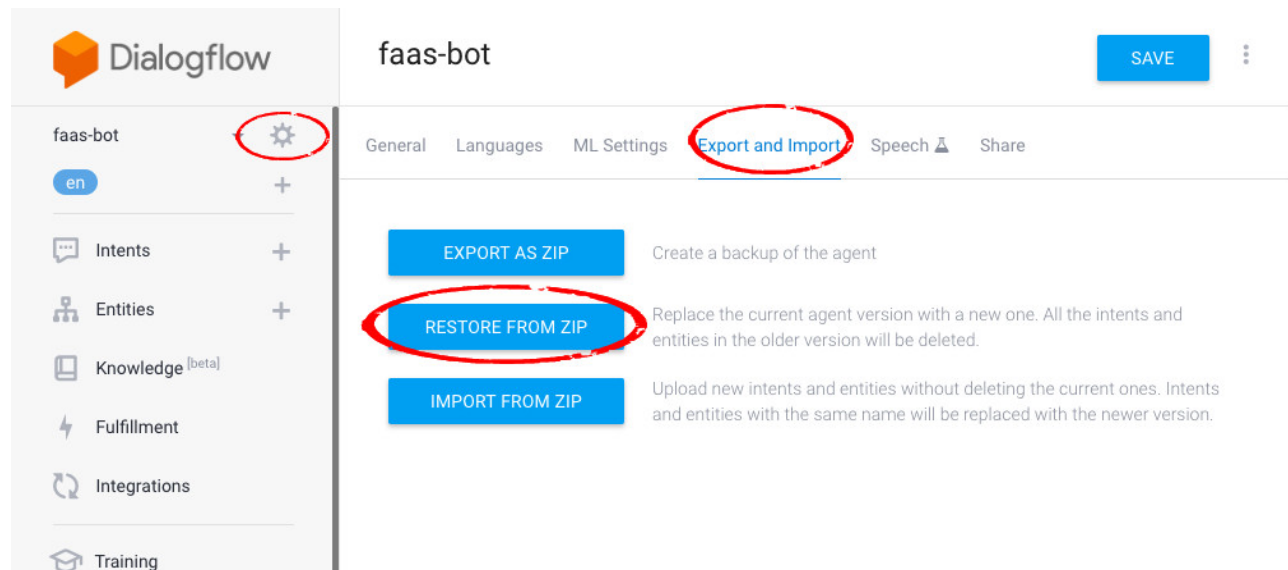 Dialogflow
faas-bot
SAVE
faas-bot
en
General Languages ML Settings Export and Import Speech Share
Intents
Entities
Knowledge [beta]
Fulfillment
Integrations
Training
EXPORT AS ZIP
Create a backup of the agent
RESTORE FROM ZIP
Replace the current agent version with a new one. All the intents and
entities in the older version will be deleted.
IMPORT FROM ZIP
Upload new intents and entities without deleting the current ones. Intents
and entities with the same name will be replaced with the newer version.